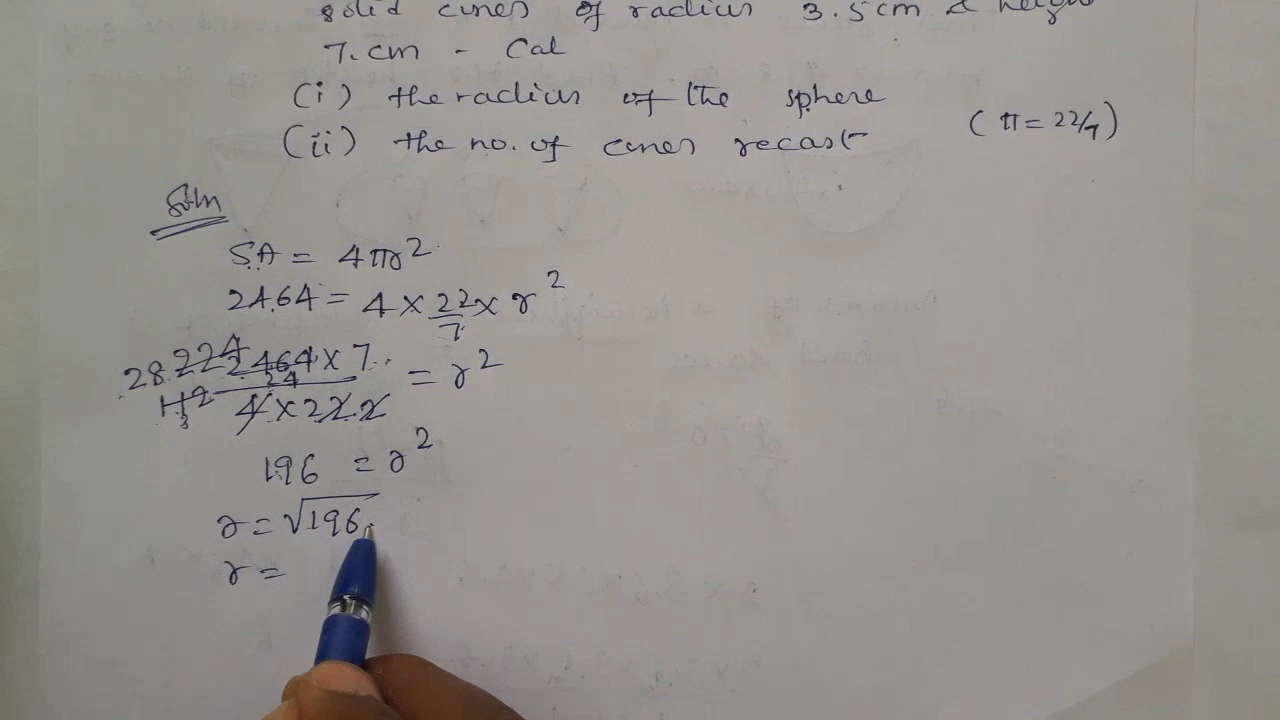 solid cones of radius 3.5cm & height
7.cm - Cal
(i) the radius of the sphere
(ii) the no. of cones recast (π = 22/7)
Soln
S.A = 4πr²
2464 = 4 × 22/7 × r²
2464 × 7 / 4 × 22 = r²
196 = r²
r = √196
r =